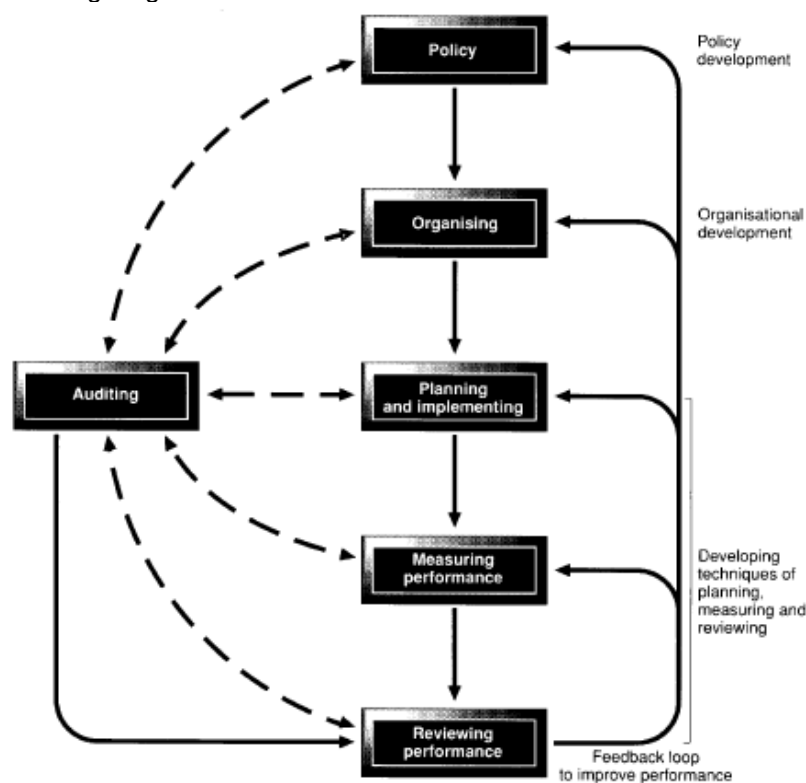 Policy
Policy
development
Organising
Organisational
development
Auditing
Planning
and implementing
Measuring
performance
Developing
techniques of
planning,
measuring and
reviewing
Reviewing
performance
Feedback loop
to improve performance